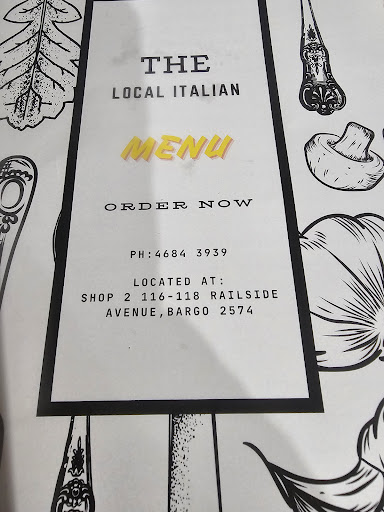 THE
LOCAL ITALIAN
MENU
ORDER NOW
PH:4684 3939
LOCATED AT:
SHOP 2 116-118 RAILSIDE
AVENUE,BARGO 2574